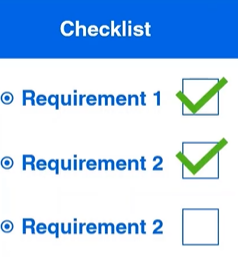 Checklist
Requirement 1
Requirement 2
Requirement 2